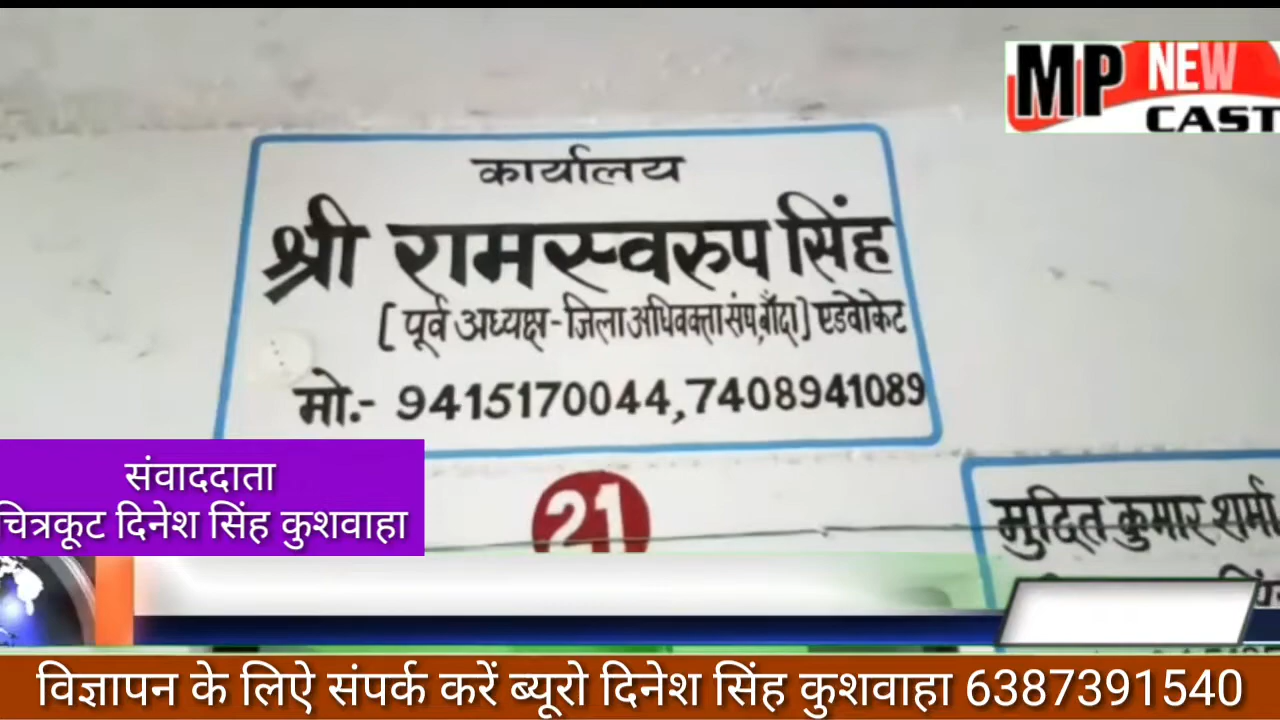 MP NEW
CAST
कार्यालय
श्री रामस्वरुप सिंह
[ पूर्व अध्यक्ष-जिला अधिवक्ता संघ,बाँदा] एडवोकेट
मो.- 9415170044,7408941089
21
मुदित कुमार शर्मा
संवाददाता
चित्रकूट दिनेश सिंह कुशवाहा
विज्ञापन के लिऐ संपर्क करें ब्यूरो दिनेश सिंह कुशवाहा 6387391540